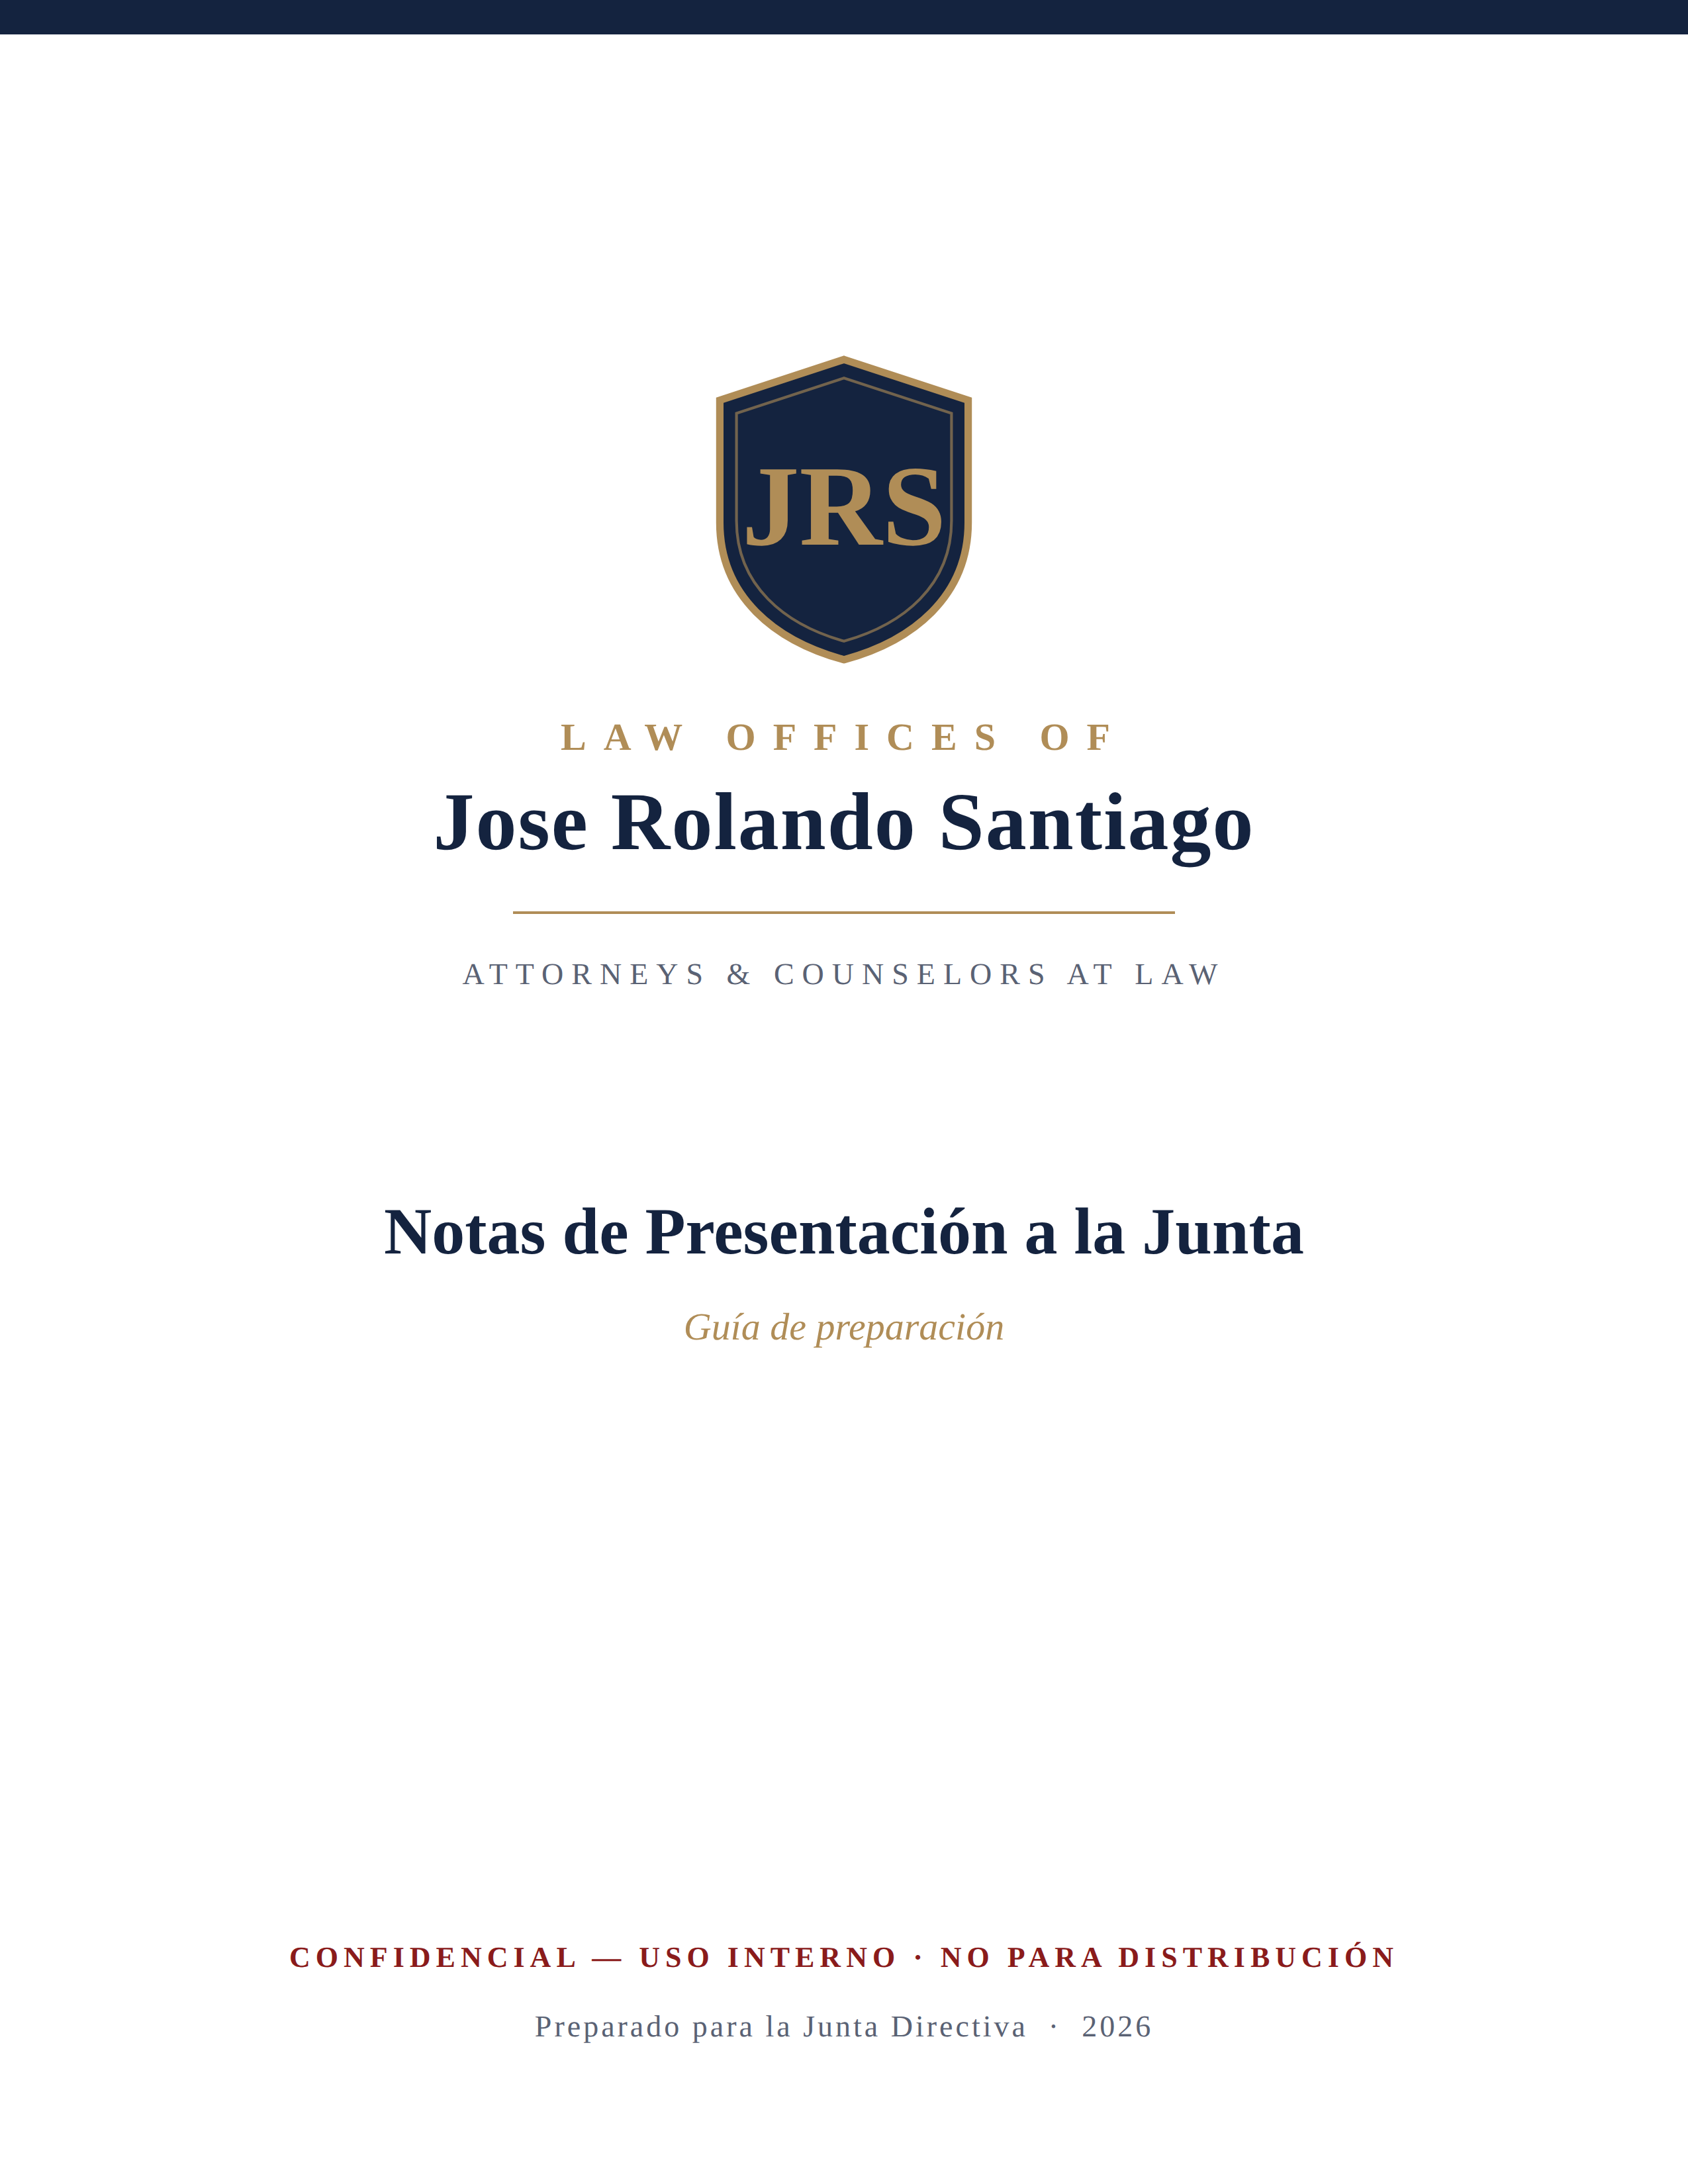 JRS
LAW OFFICES OF
Jose Rolando Santiago
ATTORNEYS & COUNSELORS AT LAW
Notas de Presentación a la Junta
Guía de preparación
CONFIDENCIAL — USO INTERNO · NO PARA DISTRIBUCIÓN
Preparado para la Junta Directiva · 2026